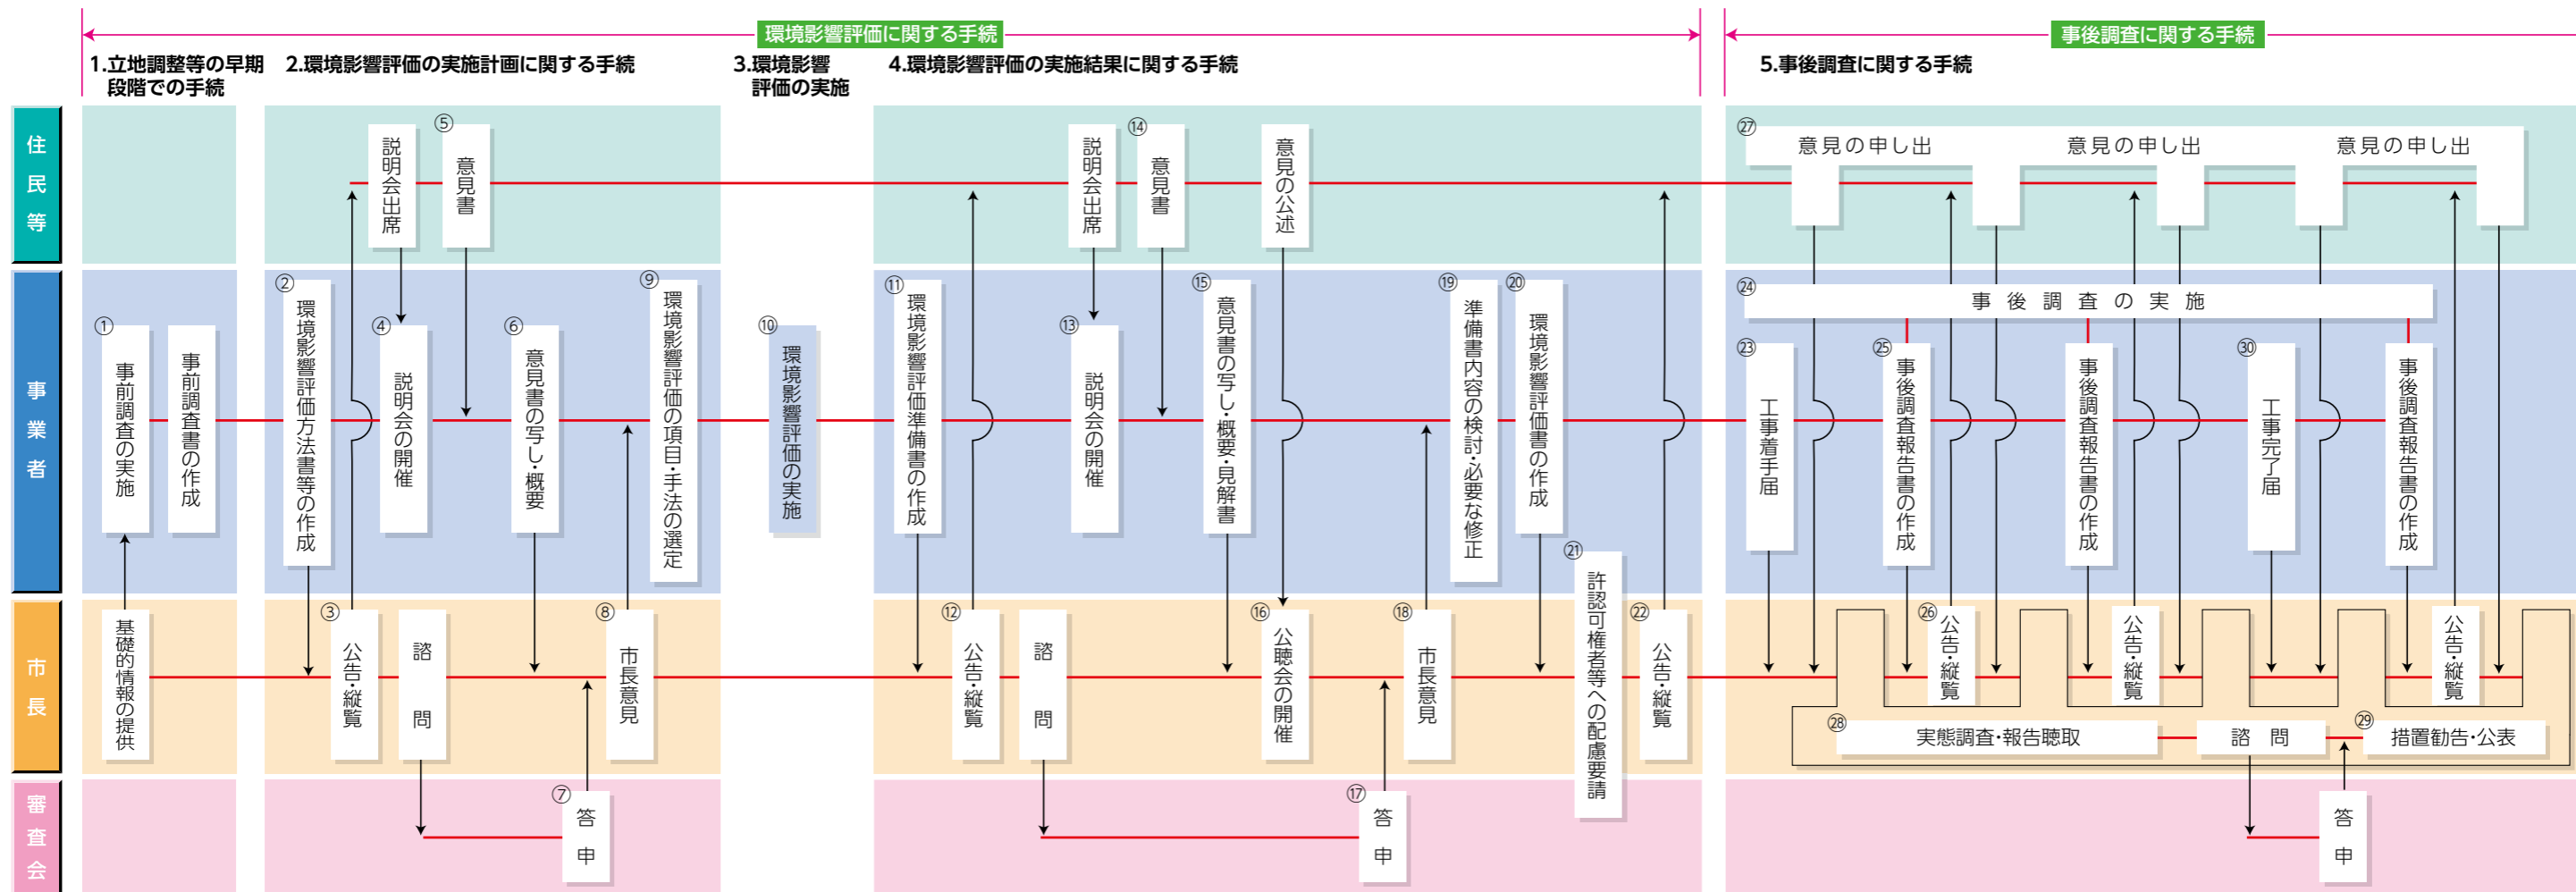 環境影響評価に関する手続
事後調査に関する手続
1.立地調整等の早期
段階での手続
2.環境影響評価の実施計画に関する手続
3.環境影響
評価の実施
4.環境影響評価の実施結果に関する手続
5.事後調査に関する手続
住民等
説明会出席
⑤
意見書
説明会出席
⑭
意見書
意見の公述
㉗
意見の申し出
意見の申し出
意見の申し出
事業者
①
事前調査の実施
事前調査書の作成
②
環境影響評価方法書等の作成
④
説明会の開催
⑥
意見書の写し・概要
⑨
環境影響評価の項目・手法の選定
⑩
環境影響評価の実施
⑪
環境影響評価準備書の作成
⑬
説明会の開催
⑮
意見書の写し・概要・見解書
⑲
準備書内容の検討・必要な修正
⑳
環境影響評価書の作成
㉑
許認可権者等への配慮要請
㉔
事後調査の実施
㉓
工事着手届
㉕
事後調査報告書の作成
事後調査報告書の作成
㉚
工事完了届
事後調査報告書の作成
市長
基礎的情報の提供
③
公告・縦覧
諮問
⑧
市長意見
⑫
公告・縦覧
諮問
⑯
公聴会の開催
⑱
市長意見
㉒
公告・縦覧
㉖
公告・縦覧
公告・縦覧
公告・縦覧
㉘
実態調査・報告聴取
諮問
㉙
措置勧告・公表
審査会
⑦
答申
⑰
答申
答申